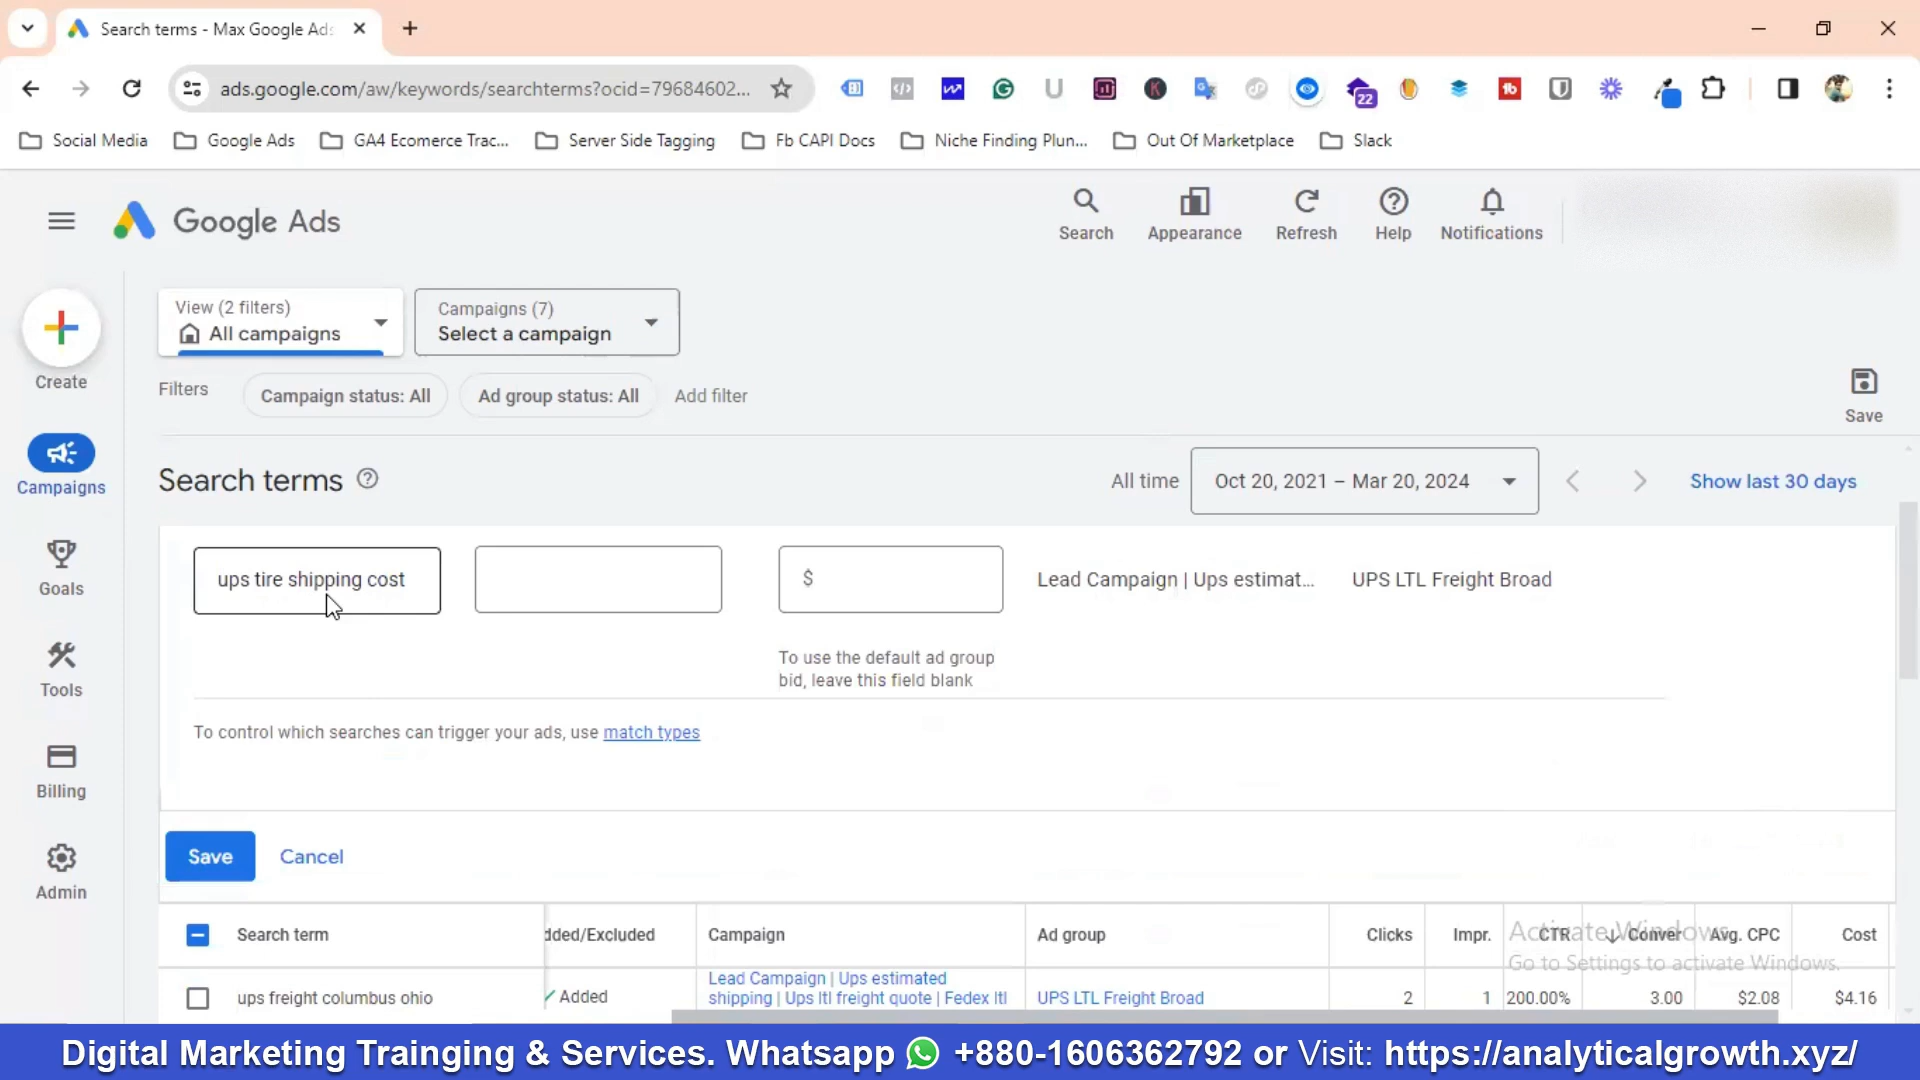 Search terms - Max Google Ads
ads.google.com/aw/keywords/searchterms?ocid=79684602...
22
Social Media
Google Ads
GA4 Ecomerce Trac...
Server Side Tagging
Fb CAPI Docs
Niche Finding Plun...
Out Of Marketplace
Slack
Google Ads
Search
Appearance
Refresh
Help
Notifications
View (2 filters)
All campaigns
Campaigns (7)
Select a campaign
Create
Filters
Campaign status: All
Ad group status: All
Add filter
Save
Campaigns
Search terms
All time
Oct 20, 2021 – Mar 20, 2024
Show last 30 days
Goals
ups tire shipping cost
$
Lead Campaign | Ups estimat...
UPS LTL Freight Broad
To use the default ad group
bid, leave this field blank
Tools
To control which searches can trigger your ads, use match types
Billing
Save
Cancel
Admin
Search term
dded/Excluded
Campaign
Ad group
Clicks
Impr.
CTR
Conver
Avg. CPC
Cost
Activate Windows
Go to Settings to activate Windows.
ups freight columbus ohio
Added
Lead Campaign | Ups estimated
shipping | Ups ltl freight quote | Fedex ltl
UPS LTL Freight Broad
2
1
200.00%
3.00
$2.08
$4.16
Digital Marketing Trainging & Services. Whatsapp +880-1606362792 or Visit: https://analyticalgrowth.xyz/